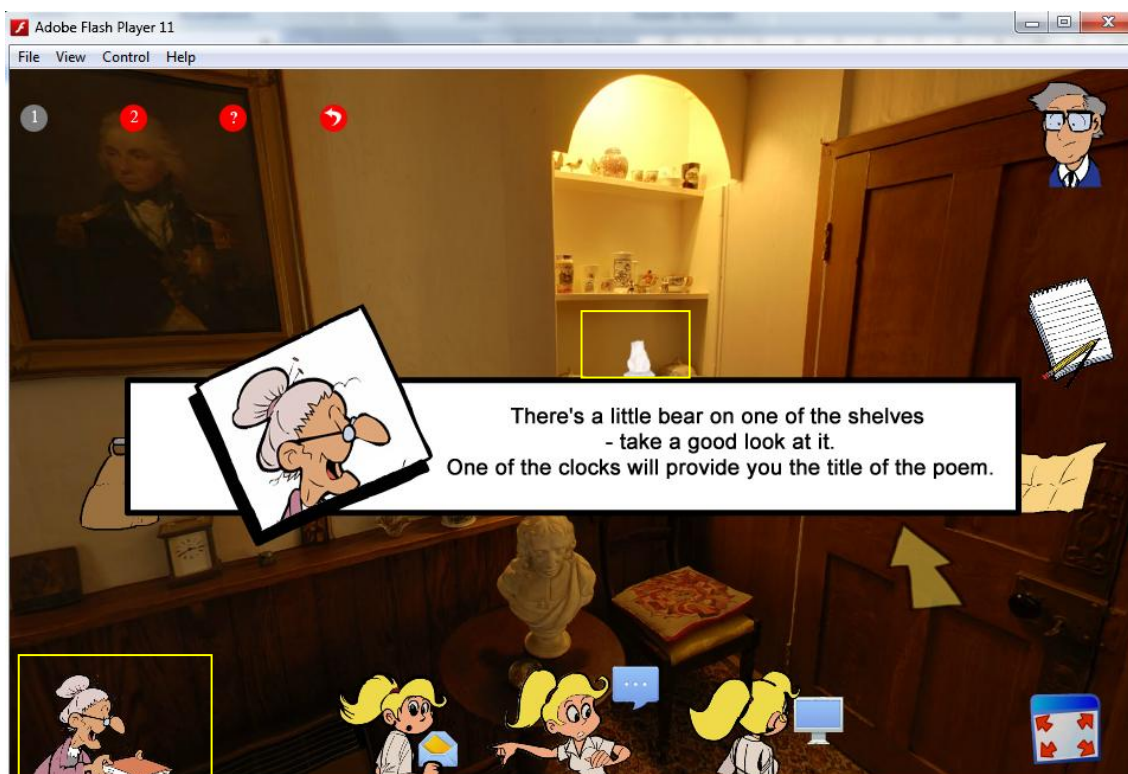 Adobe Flash Player 11
File View Control Help
1 2 ?
There's a little bear on one of the shelves
- take a good look at it.
One of the clocks will provide you the title of the poem.